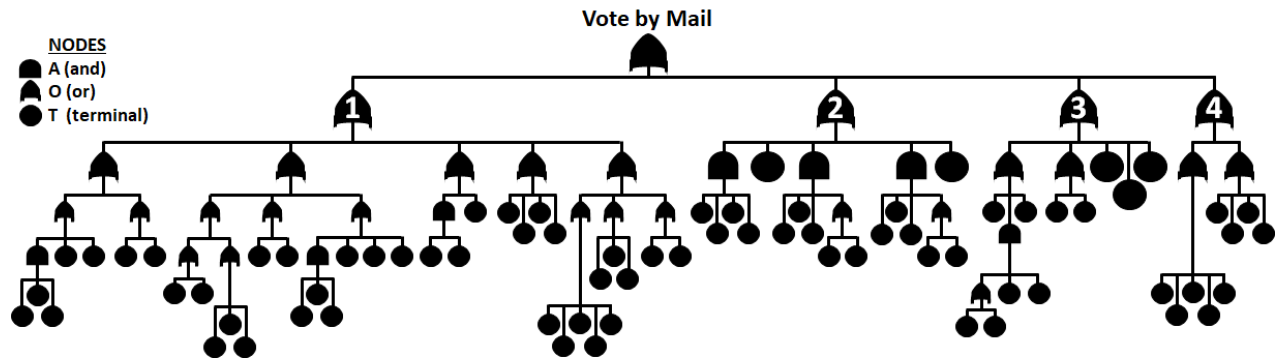 Vote by Mail
NODES
A (and)
O (or)
T (terminal)
1
2
3
4